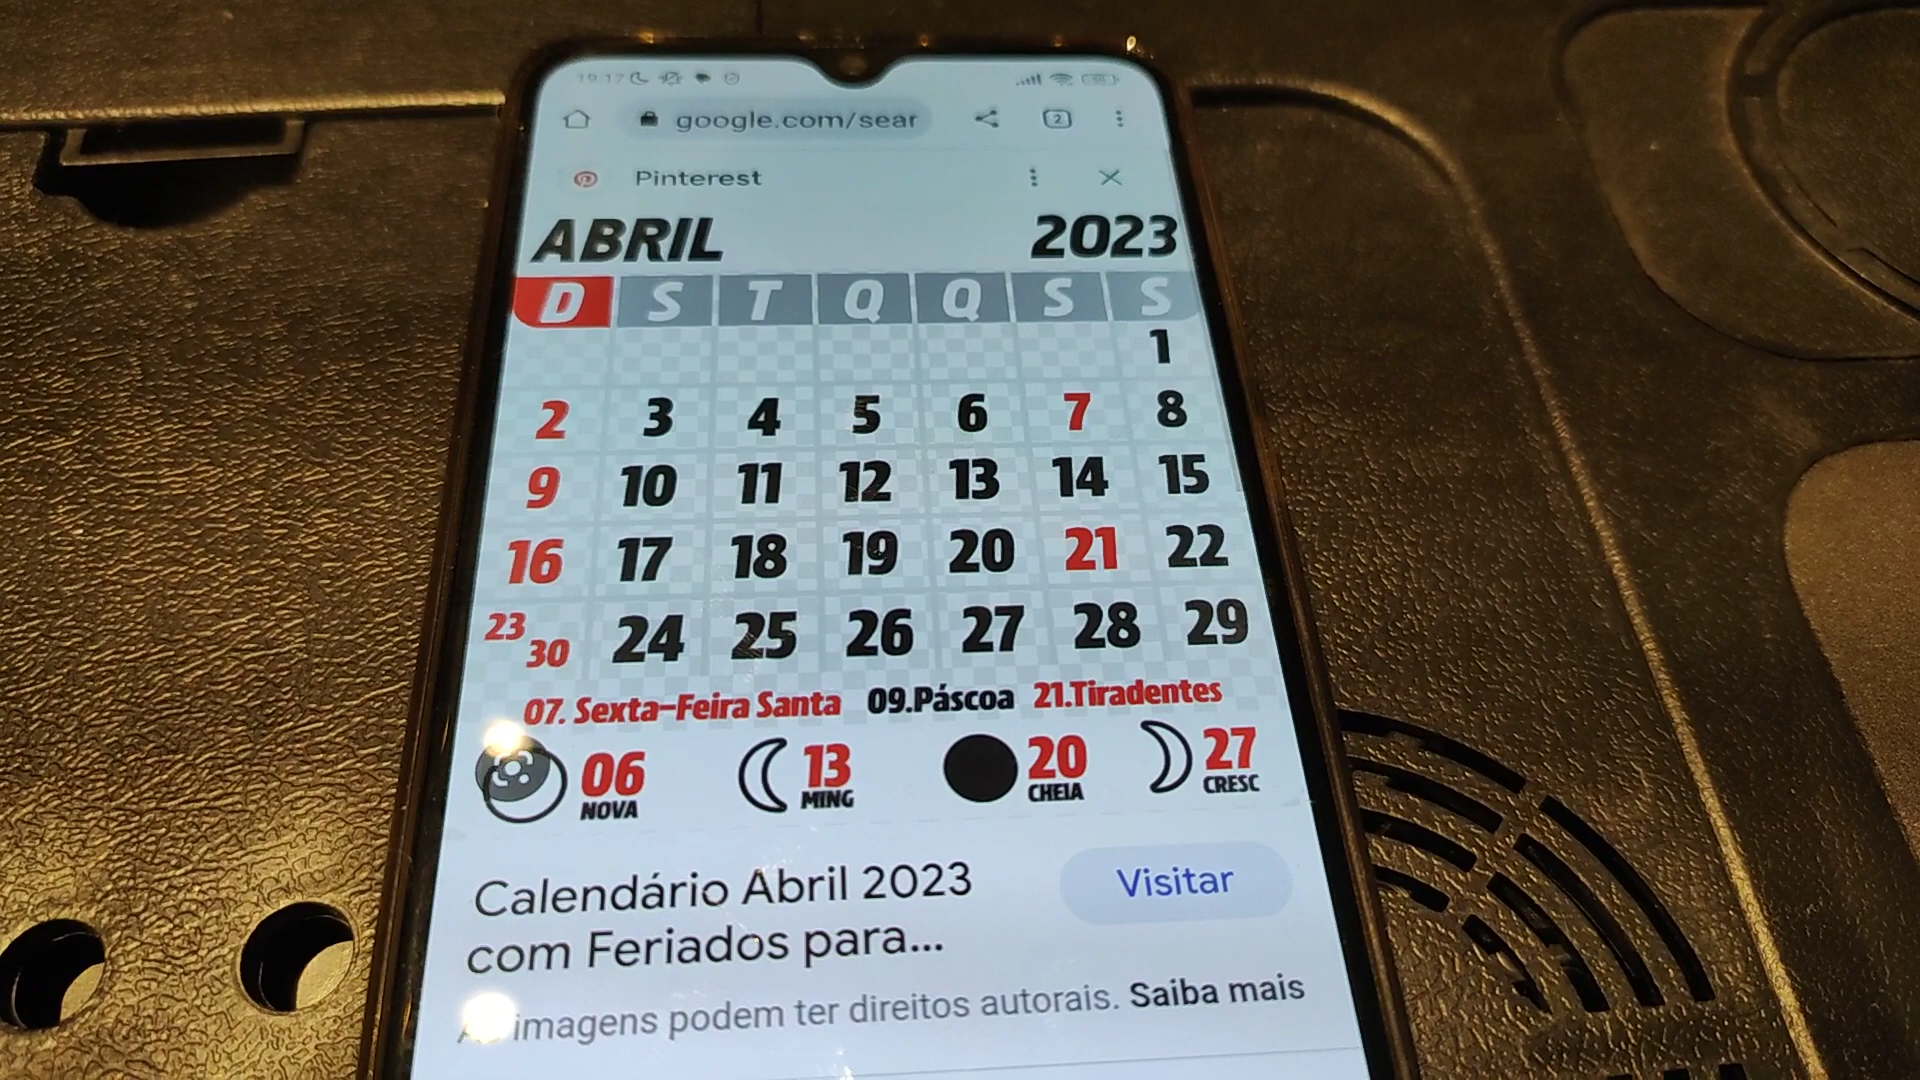 19:17
google.com/sear
2
Pinterest
ABRIL 2023
D S T Q Q S S
1
2 3 4 5 6 7 8
9 10 11 12 13 14 15
16 17 18 19 20 21 22
23 30 24 25 26 27 28 29
07. Sexta-Feira Santa 09.Páscoa 21.Tiradentes
06 NOVA 13 MING 20 CHEIA 27 CRESC
Calendário Abril 2023 Visitar
com Feriados para...
imagens podem ter direitos autorais. Saiba mais